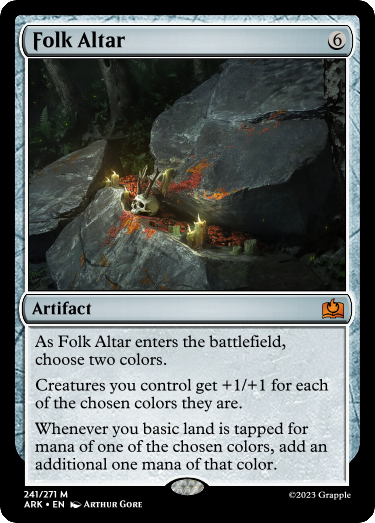 Folk Altar 6
Artifact
As Folk Altar enters the battlefield,
choose two colors.
Creatures you control get +1/+1 for each
of the chosen colors they are.
Whenever you basic land is tapped for
mana of one of the chosen colors, add an
additional one mana of that color.
241/271 M
ARK • EN Arthur Gore
©2023 Grapple